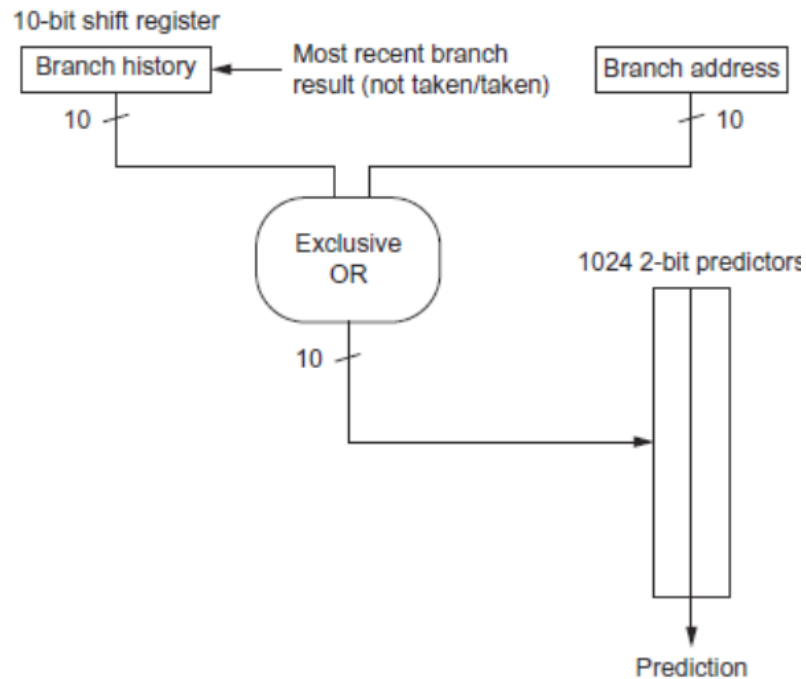 10-bit shift register
Branch history
Most recent branch
result (not taken/taken)
Branch address
10
10
Exclusive
OR
1024 2-bit predictors
10
Prediction